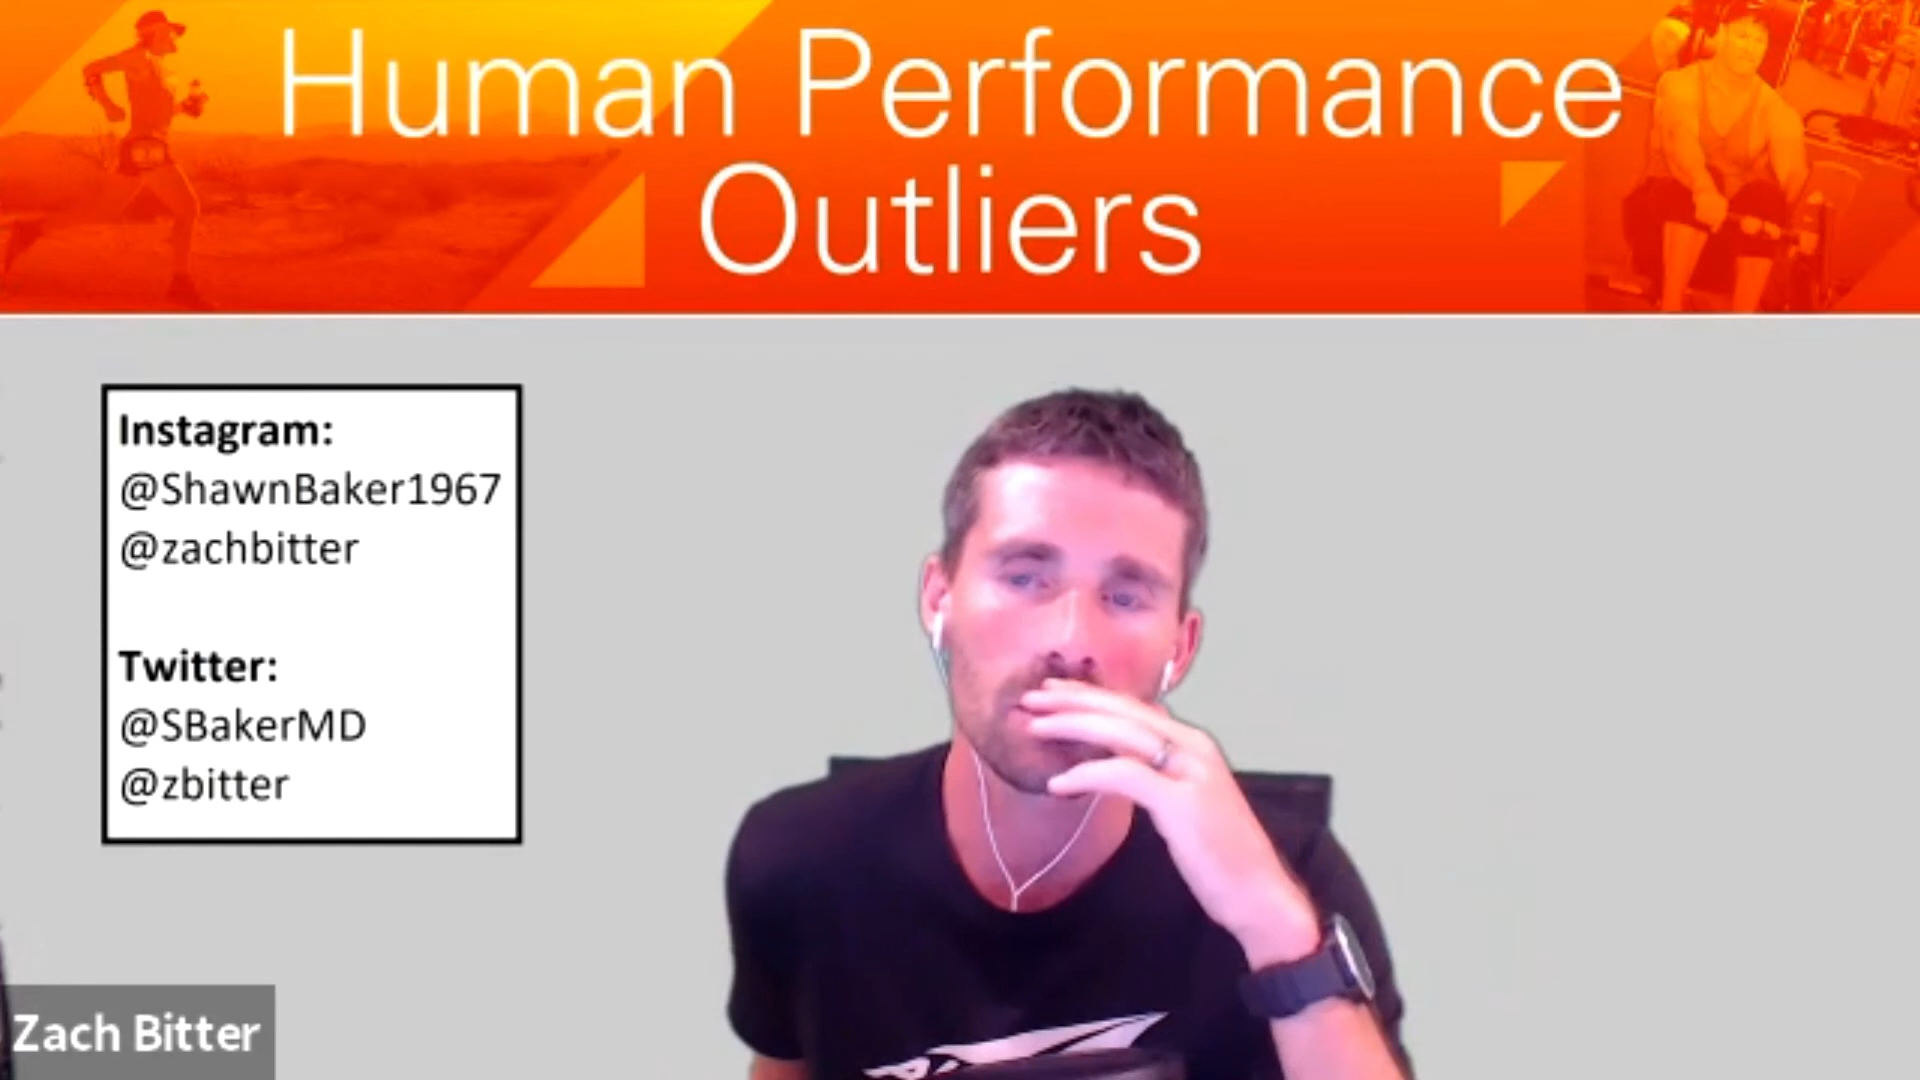 Human Performance
Outliers
Instagram:
@ShawnBaker1967
@zachbitter
Twitter:
@SBakerMD
@zbitter
Zach Bitter